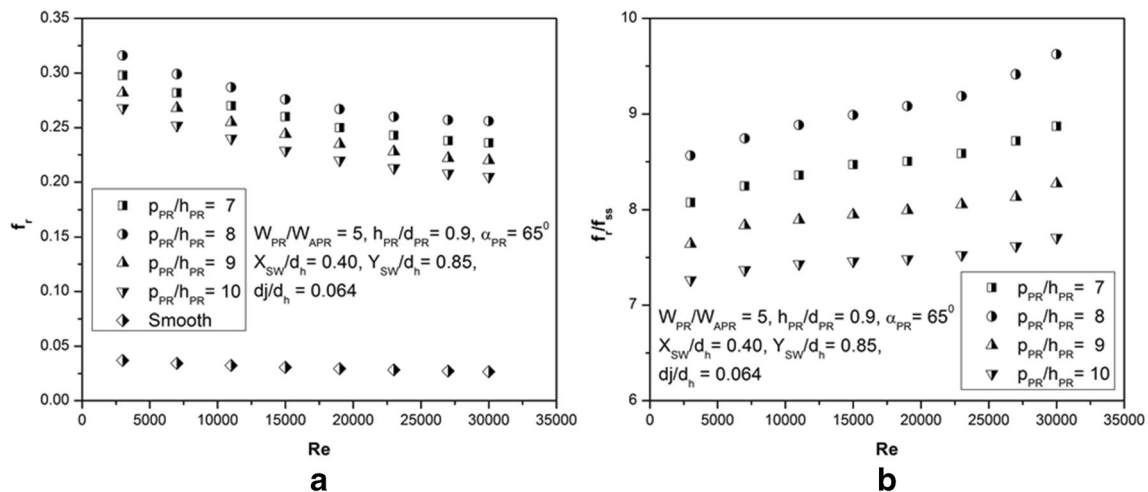 0.35
0.30
0.25
0.20
0.15
0.10
0.05
0.00
f_r
p_PR/h_PR= 7
p_PR/h_PR= 8
p_PR/h_PR= 9
p_PR/h_PR= 10
Smooth
W_PR/W_APR = 5, h_PR/d_PR= 0.9, α_PR= 65⁰
X_SW/d_h= 0.40, Y_SW/d_h= 0.85,
dj/d_h = 0.064
0 5000 10000 15000 20000 25000 30000 35000
Re
a
10
9
8
7
6
f_r/f_ss
W_PR/W_APR = 5, h_PR/d_PR= 0.9, α_PR= 65⁰
X_SW/d_h= 0.40, Y_SW/d_h= 0.85,
dj/d_h = 0.064
p_PR/h_PR= 7
p_PR/h_PR= 8
p_PR/h_PR= 9
p_PR/h_PR= 10
0 5000 10000 15000 20000 25000 30000 35000
Re
b